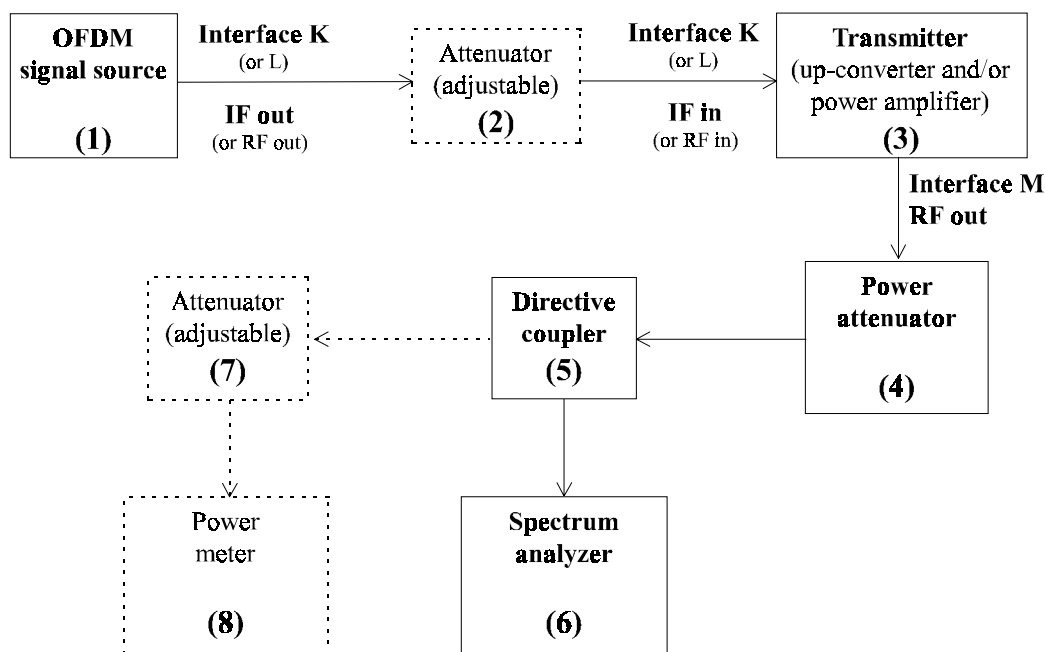 OFDM
signal source
(1)
Interface K
(or L)
IF out
(or RF out)
Attenuator
(adjustable)
(2)
Interface K
(or L)
IF in
(or RF in)
Transmitter
(up-converter and/or
power amplifier)
(3)
Interface M
RF out
Power
attenuator
(4)
Directive
coupler
(5)
Attenuator
(adjustable)
(7)
Power
meter
(8)
Spectrum
analyzer
(6)